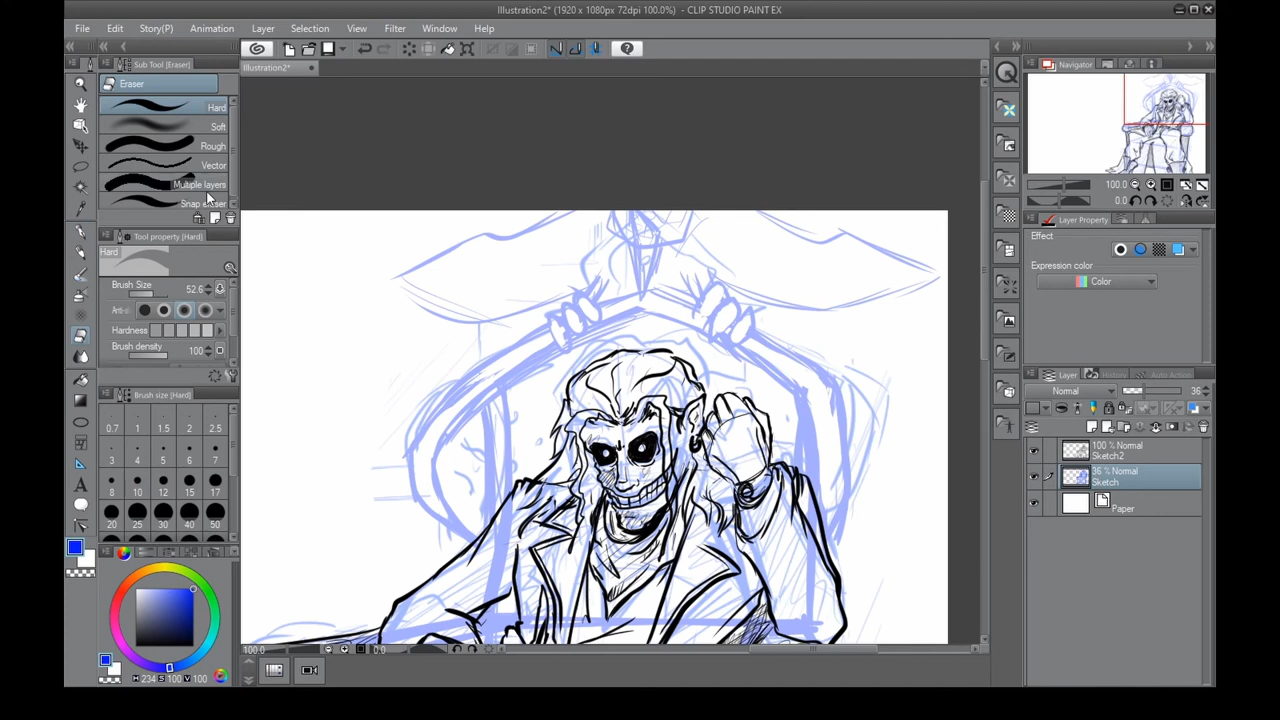 Illustration2* (1920 x 1080px 72dpi 100.0%) - CLIP STUDIO PAINT EX
File Edit Story(P) Animation Layer Selection View Filter Window Help
Sub Tool [Eraser]
Illustration2*
Navigator
Eraser
Hard
Soft
Rough
Vector
Multiple layers
Snap eraser
100.0
0.0
Tool property [Hard]
Hard
Brush Size 52.6
Anti-
Hardness
Brush density 100
Layer Property
Effect
Expression color
Color
Brush size [Hard]
0.7 1 1.5 2 2.5
3 4 5 6 7
8 10 12 15 17
20 25 30 40 50
Layer History Auto Action
Normal 36
100 % Normal
Sketch2
36 % Normal
Sketch
Paper
100.0 0.0
H 234 S 100 V 100